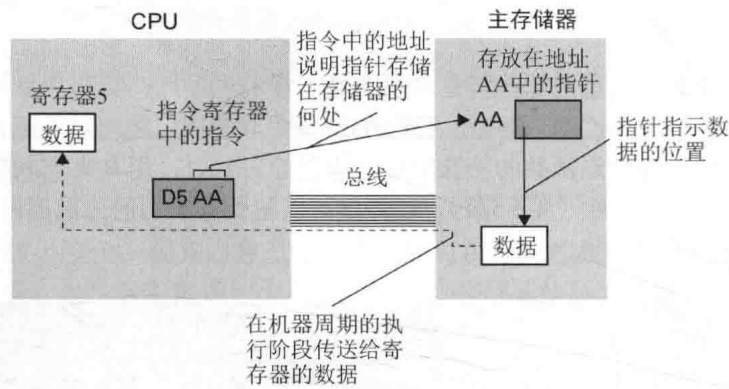 CPU
主存储器
指令中的地址
说明指针存储
在存储器的
何处
存放在地址
AA中的指针
寄存器5
数据
指令寄存器
中的指令
AA
指针指示数
据的位置
D5 AA
总线
数据
在机器周期的执
行阶段传送给寄
存器的数据